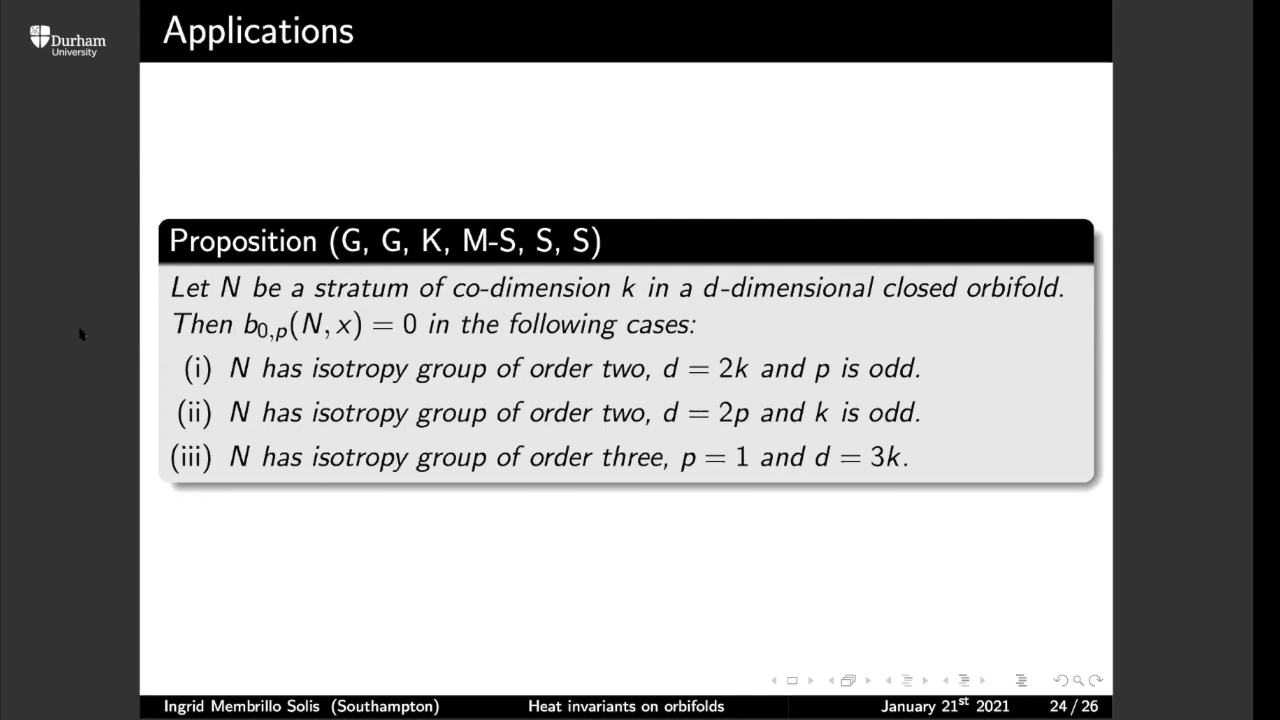 Durham
University
Applications
Proposition (G, G, K, M-S, S, S)
Let N be a stratum of co-dimension k in a d-dimensional closed orbifold.
Then b₀,ₚ(N, x) = 0 in the following cases:
(i) N has isotropy group of order two, d = 2k and p is odd.
(ii) N has isotropy group of order two, d = 2p and k is odd.
(iii) N has isotropy group of order three, p = 1 and d = 3k.
Ingrid Membrillo Solis (Southampton) Heat invariants on orbifolds January 21ˢᵗ 2021 24 / 26